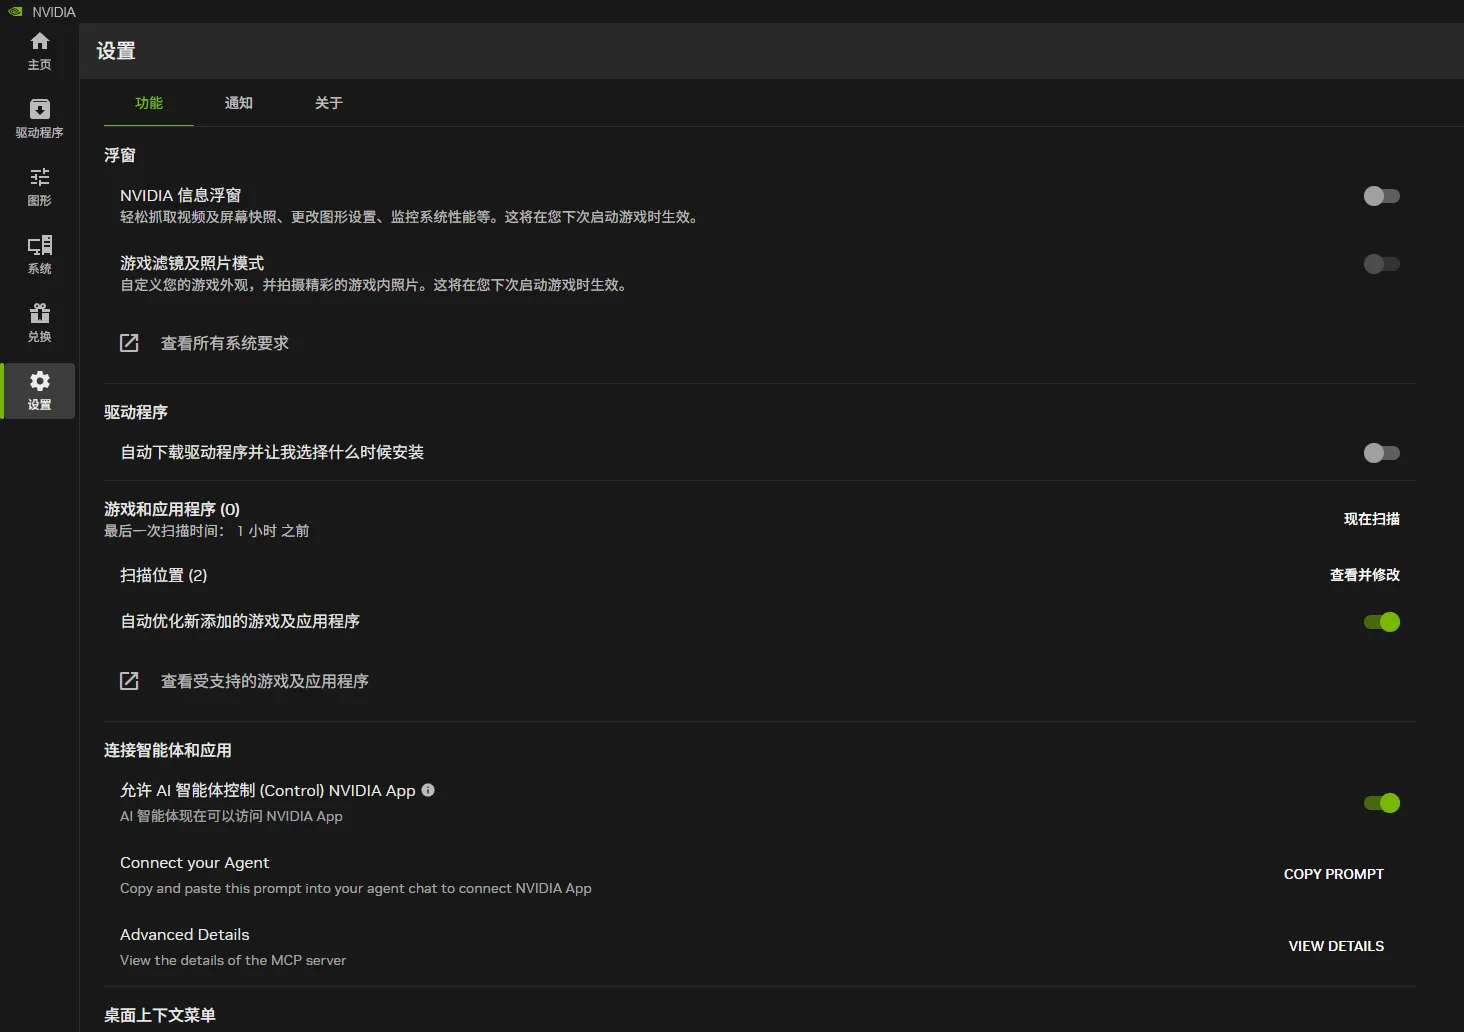 NVIDIA
主页
驱动程序
图形
系统
兑换
设置
设置
功能
通知
关于
浮窗
NVIDIA 信息浮窗
轻松抓取视频及屏幕快照、更改图形设置、监控系统性能等。这将在您下次启动游戏时生效。
游戏滤镜及照片模式
自定义您的游戏外观，并拍摄精彩的游戏内照片。这将在您下次启动游戏时生效。
查看所有系统要求
驱动程序
自动下载驱动程序并让我选择什么时候安装
游戏和应用程序 (0)
最后一次扫描时间： 1 小时 之前
现在扫描
扫描位置 (2)
查看并修改
自动优化新添加的游戏及应用程序
查看受支持的游戏及应用程序
连接智能体和应用
允许 AI 智能体控制 (Control) NVIDIA App
AI 智能体现在可以访问 NVIDIA App
Connect your Agent
Copy and paste this prompt into your agent chat to connect NVIDIA App
COPY PROMPT
Advanced Details
View the details of the MCP server
VIEW DETAILS
桌面上下文菜单